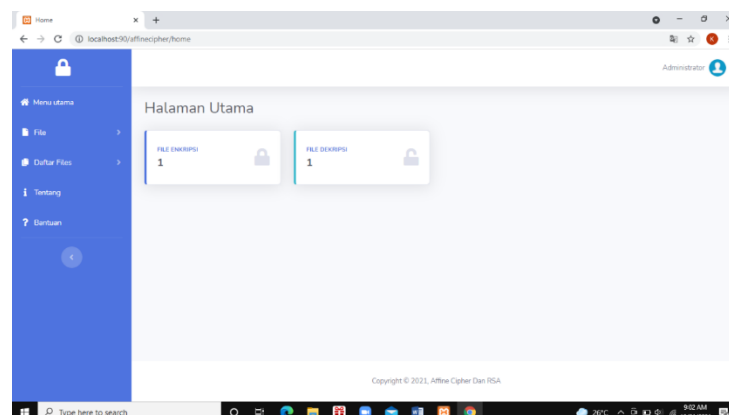 Home
localhost:90/affinecipher/home
Administrator
Menu utama
Halaman Utama
File
FILE ENKRIPSI
1
FILE DEKRIPSI
1
Daftar Files
Tentang
Bantuan
Copyright © 2021, Affine Cipher Dan RSA
Type here to search
26°C
9:02 AM